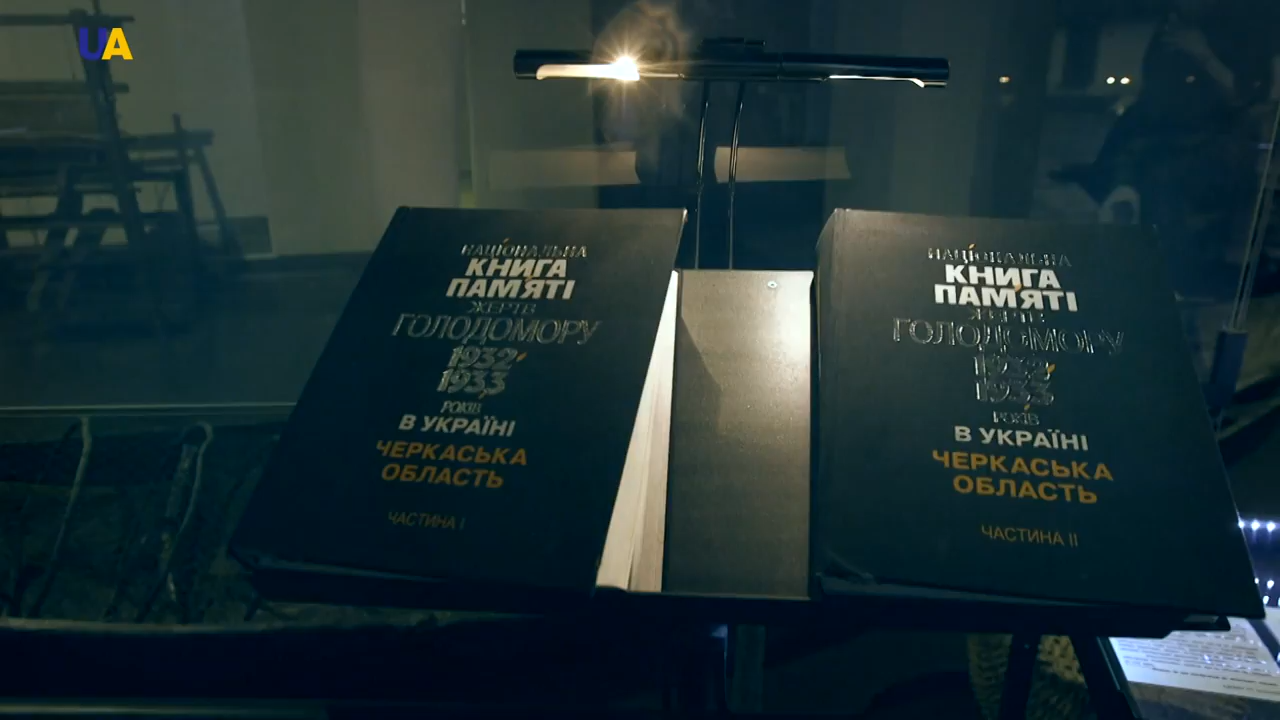 UA
НАЦІОНАЛЬНА
КНИГА
ПАМ'ЯТІ
ЖЕРТВ
ГОЛОДОМОРУ
1932
1933
РОКІВ
В УКРАЇНІ
ЧЕРКАСЬКА
ОБЛАСТЬ
ЧАСТИНА І
НАЦІОНАЛЬНА
КНИГА
ПАМ'ЯТІ
ЖЕРТВ
ГОЛОДОМОРУ
1932
1933
РОКІВ
В УКРАЇНІ
ЧЕРКАСЬКА
ОБЛАСТЬ
ЧАСТИНА ІІ